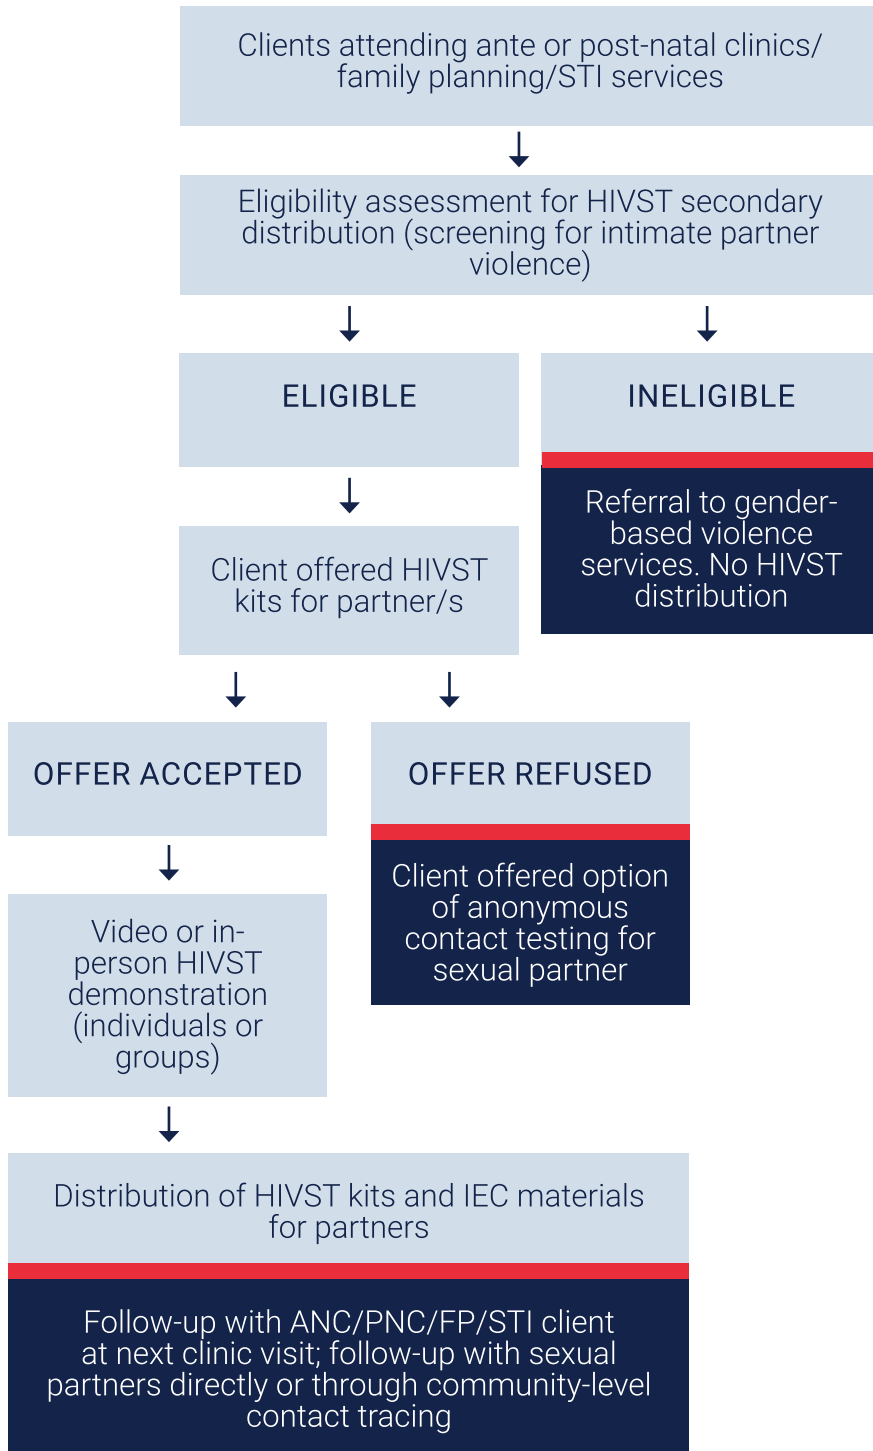 Clients attending ante or post-natal clinics/
family planning/STI services
Eligibility assessment for HIVST secondary
distribution (screening for intimate partner
violence)
ELIGIBLE
INELIGIBLE
Referral to gender-
based violence
services. No HIVST
distribution
Client offered HIVST
kits for partner/s
OFFER ACCEPTED
OFFER REFUSED
Client offered option
of anonymous
contact testing for
sexual partner
Video or in-
person HIVST
demonstration
(individuals or
groups)
Distribution of HIVST kits and IEC materials
for partners
Follow-up with ANC/PNC/FP/STI client
at next clinic visit; follow-up with sexual
partners directly or through community-level
contact tracing